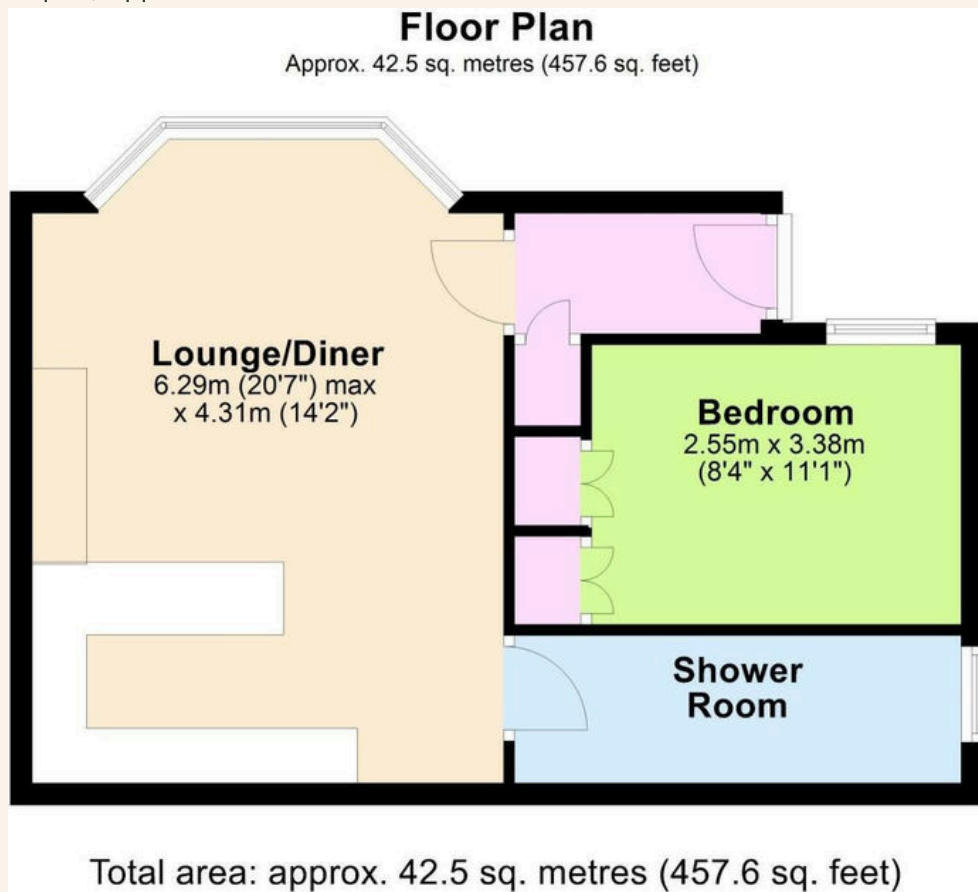 Floor Plan
Approx. 42.5 sq. metres (457.6 sq. feet)
Lounge/Diner
6.29m (20'7") max
x 4.31m (14'2")
Bedroom
2.55m x 3.38m
(8'4" x 11'1")
Shower
Room
Total area: approx. 42.5 sq. metres (457.6 sq. feet)